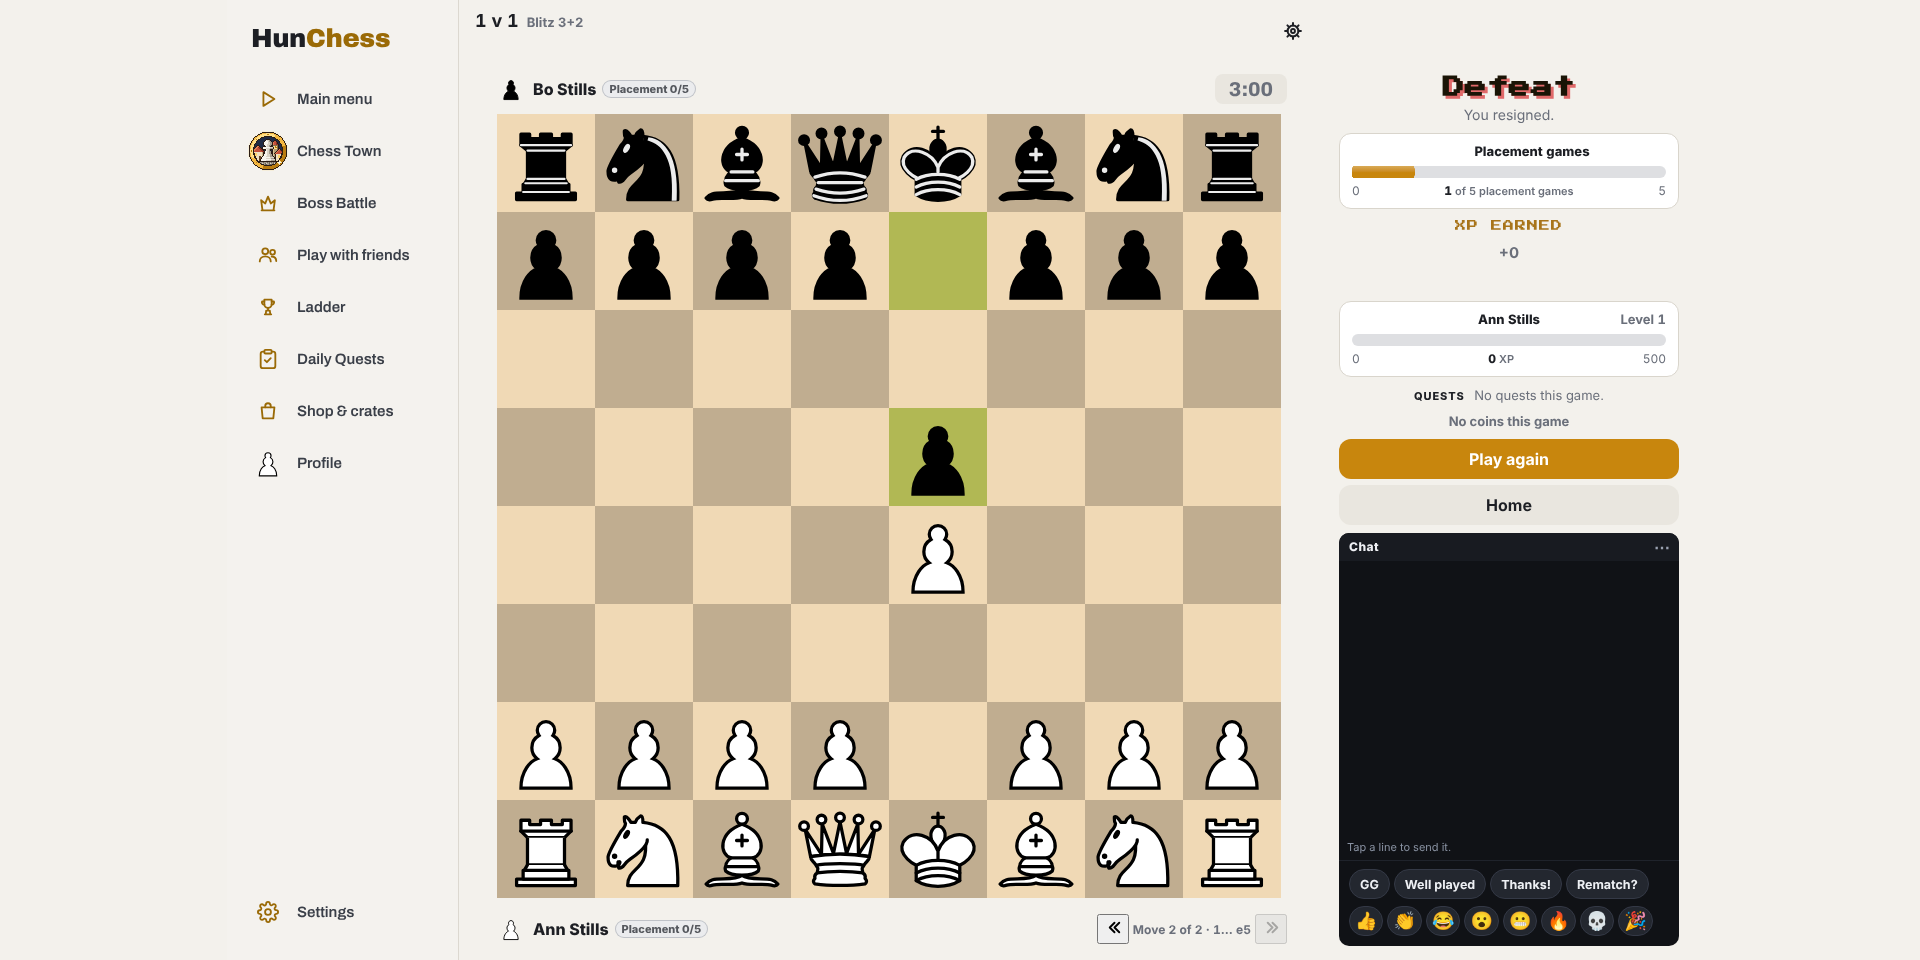 HunChess
Main menu
Chess Town
Boss Battle
Play with friends
Ladder
Daily Quests
Shop & crates
Profile
Settings
1 v 1 Blitz 3+2
Bo Stills Placement 0/5
3:00
Ann Stills Placement 0/5
Move 2 of 2 · 1... e5
Defeat
You resigned.
Placement games
0 1 of 5 placement games 5
XP EARNED
+0
Ann Stills Level 1
0 0 XP 500
QUESTS No quests this game.
No coins this game
Play again
Home
Chat
Tap a line to send it.
GG Well played Thanks! Rematch?